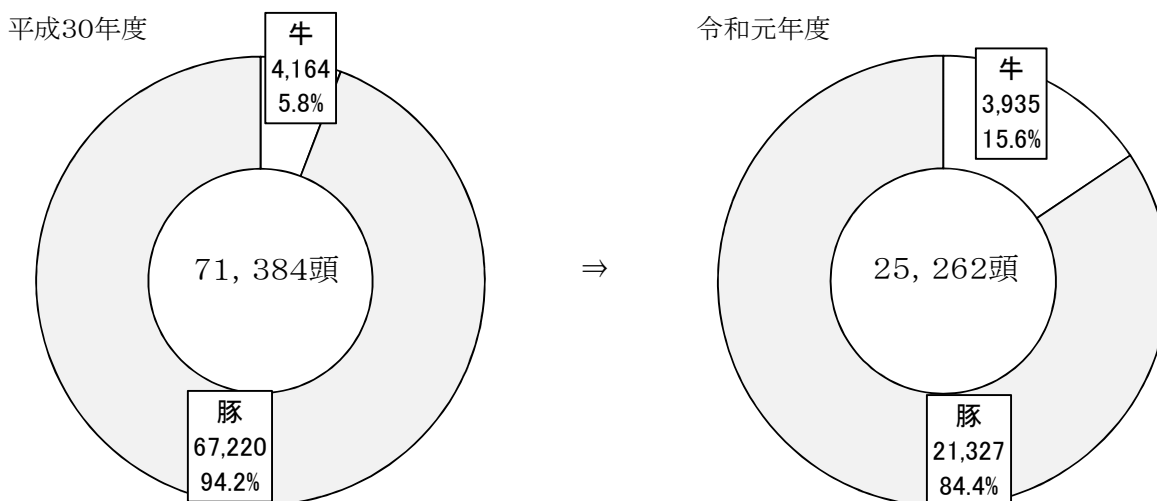 平成30年度
牛
4,164
5.8%
71,384頭
豚
67,220
94.2%
⇒
令和元年度
牛
3,935
15.6%
25,262頭
豚
21,327
84.4%